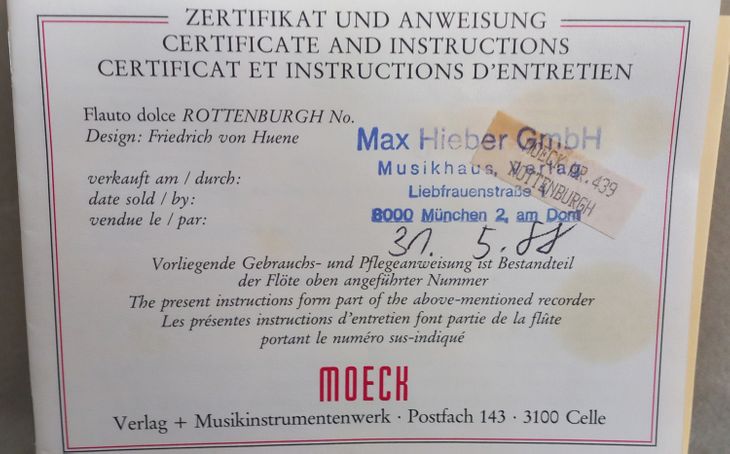 ZERTIFIKAT UND ANWEISUNG
CERTIFICATE AND INSTRUCTIONS
CERTIFICAT ET INSTRUCTIONS D'ENTRETIEN
Flauto dolce ROTTENBURGH No.
Design: Friedrich von Huene
Max Hieber GmbH
Musikhaus, Verlag
Liebfrauenstraße 1
8000 München 2, am Dom
MOECK NR.439
ROTTENBURGH
verkauft am / durch:
date sold / by:
vendue le / par:
31. 5.88
Vorliegende Gebrauchs- und Pflegeanweisung ist Bestandteil
der Flöte oben angeführter Nummer
The present instructions form part of the above-mentioned recorder
Les présentes instructions d'entretien font partie de la flûte
portant le numéro sus-indiqué
MOECK
Verlag + Musikinstrumentenwerk · Postfach 143 · 3100 Celle